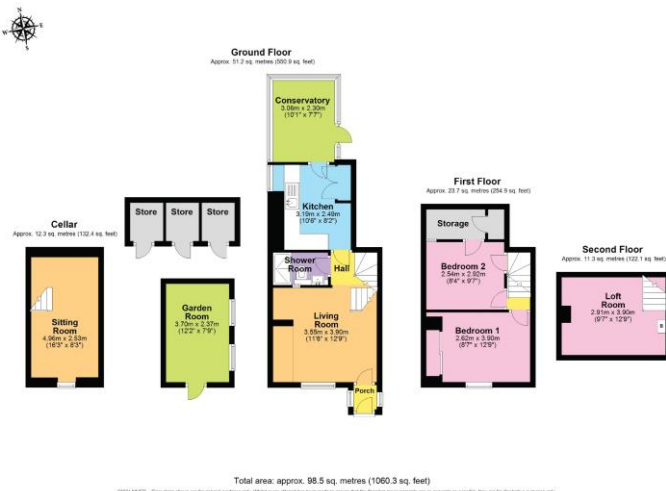 N
W
E
S
Ground Floor
Approx. 51.2 sq. metres (550.9 sq. feet)
Conservatory
3.08m x 2.30m
(10'1" x 7'7")
Kitchen
3.19m x 2.49m
(10'6" x 8'2")
Shower
Room
Hall
Living
Room
3.55m x 3.90m
(11'8" x 12'9")
Porch
Store
Store
Store
Garden
Room
3.70m x 2.37m
(12'2" x 7'9")
Cellar
Approx. 12.3 sq. metres (132.4 sq. feet)
Sitting
Room
4.96m x 2.53m
(16'3" x 8'3")
First Floor
Approx. 23.7 sq. metres (254.9 sq. feet)
Storage
Bedroom 2
2.54m x 2.92m
(8'4" x 9'7")
Bedroom 1
2.62m x 3.90m
(8'7" x 12'9")
Second Floor
Approx. 11.3 sq. metres (122.1 sq. feet)
Loft
Room
2.91m x 3.90m
(9'7" x 12'9")
Total area: approx. 98.5 sq. metres (1060.3 sq. feet)